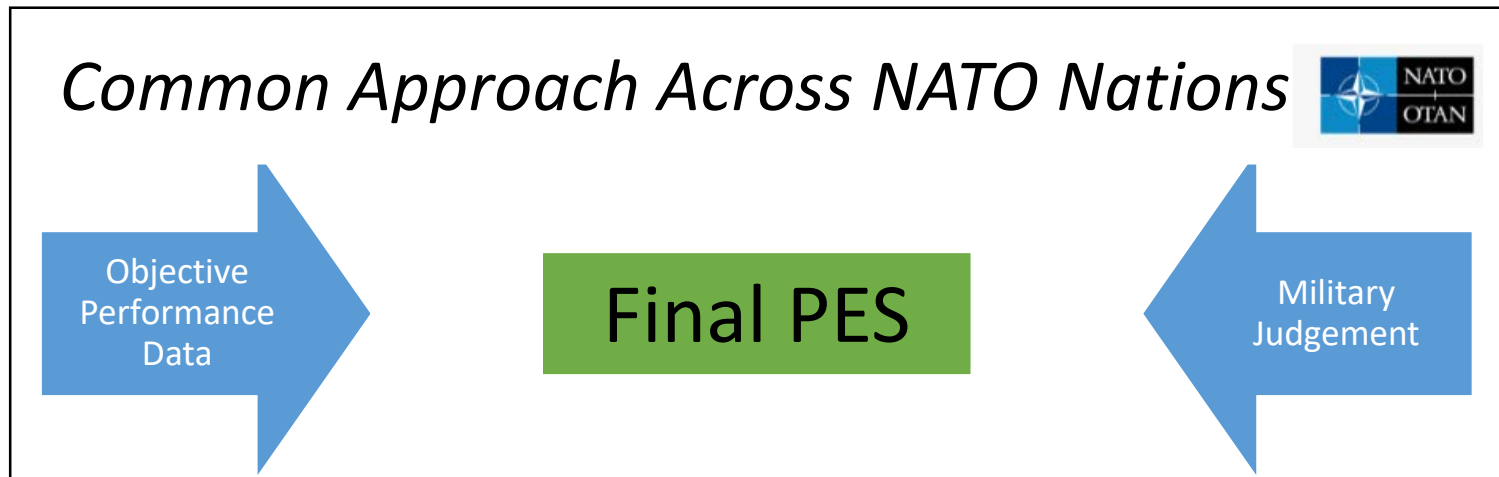 Common Approach Across NATO Nations
NATO
OTAN
Objective
Performance
Data
Final PES
Military
Judgement